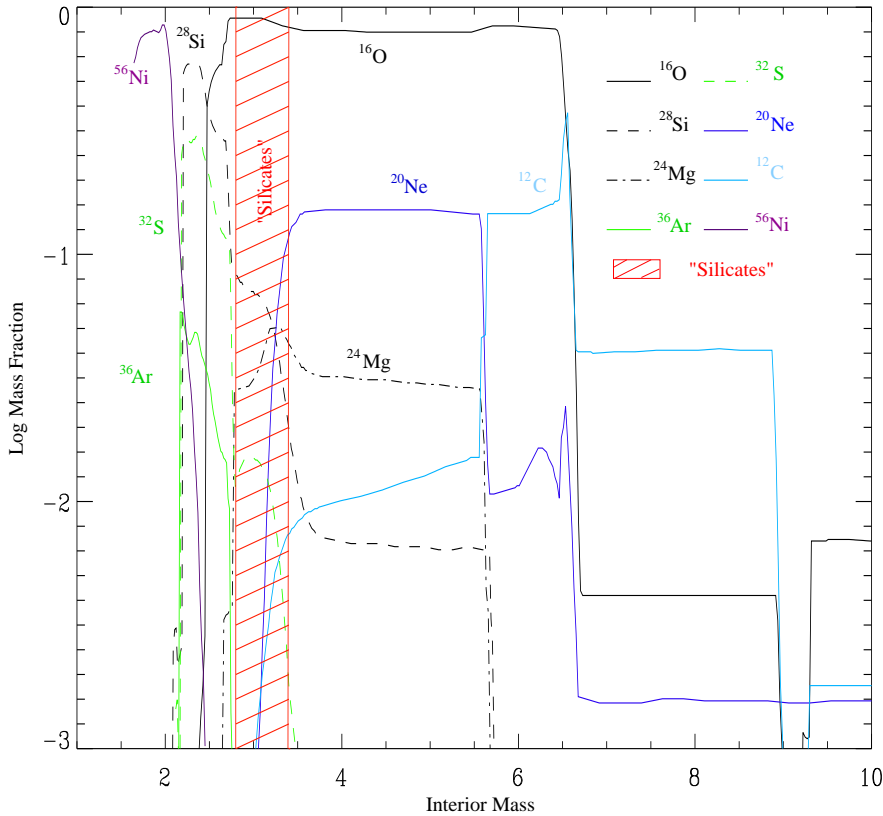 0
-1
-2
-3
2
4
6
8
10
Log Mass Fraction
Interior Mass
56Ni
28Si
16O
"Silicates"
32S
36Ar
20Ne
24Mg
12C
16O
32S
28Si
20Ne
24Mg
12C
36Ar
56Ni
"Silicates"